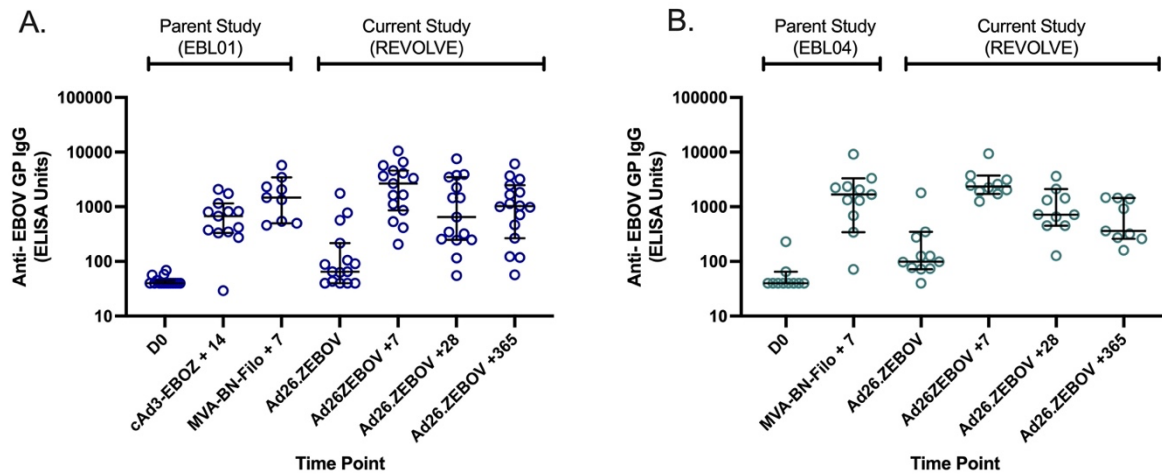 A.
Parent Study
(EBL01)
Current Study
(REVOLVE)
Anti- EBOV GP IgG
(ELISA Units)
100000
10000
1000
100
10
D0
cAd3-EBOZ + 14
MVA-BN-Filo + 7
Ad26.ZEBOV
Ad26ZEBOV +7
Ad26.ZEBOV +28
Ad26.ZEBOV +365
Time Point
B.
Parent Study
(EBL04)
Current Study
(REVOLVE)
Anti- EBOV GP IgG
(ELISA Units)
100000
10000
1000
100
10
D0
MVA-BN-Filo + 7
Ad26.ZEBOV
Ad26ZEBOV +7
Ad26.ZEBOV +28
Ad26.ZEBOV +365
Time Point